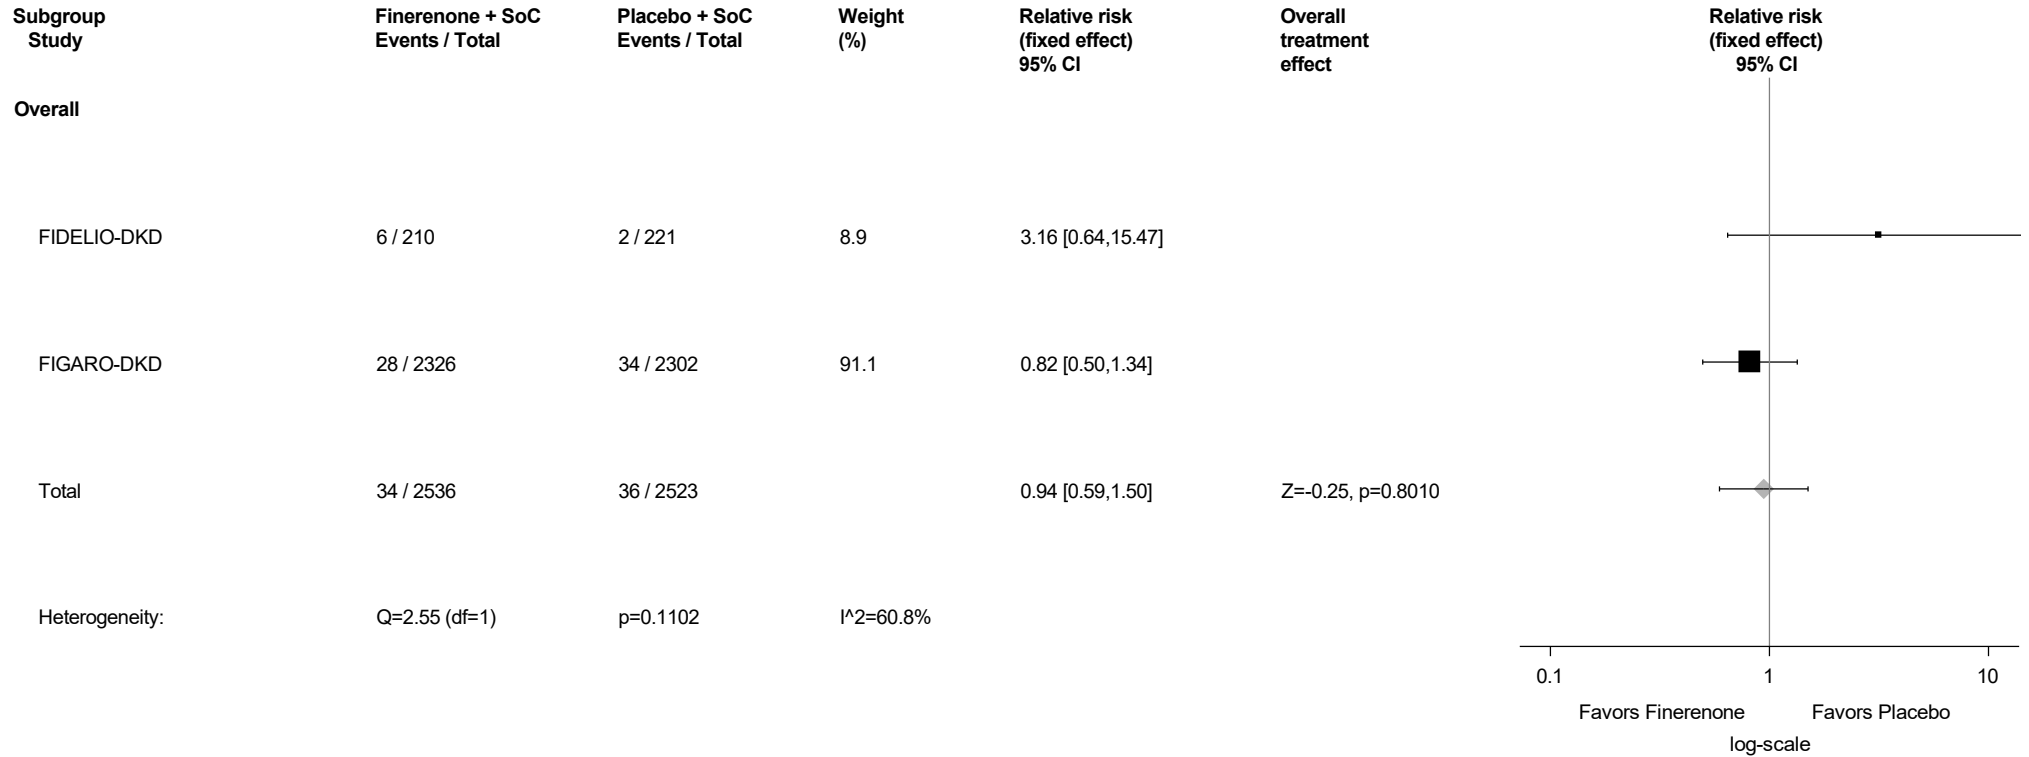 Subgroup Finerenone + SoC Placebo + SoC Weight Relative risk Overall Relative risk
Study Events / Total Events / Total (%) (fixed effect) treatment (fixed effect)
95% CI effect 95% CI
Overall
FIDELIO-DKD 6 / 210 2 / 221 8.9 3.16 [0.64,15.47]
FIGARO-DKD 28 / 2326 34 / 2302 91.1 0.82 [0.50,1.34]
Total 34 / 2536 36 / 2523 0.94 [0.59,1.50] Z=-0.25, p=0.8010
Heterogeneity: Q=2.55 (df=1) p=0.1102 I^2=60.8%
0.1 1 10
Favors Finerenone Favors Placebo
log-scale